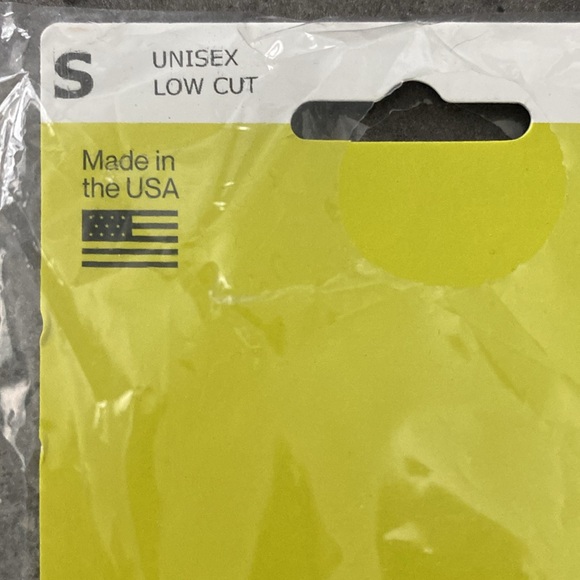 S
UNISEX
LOW CUT
Made in
the USA